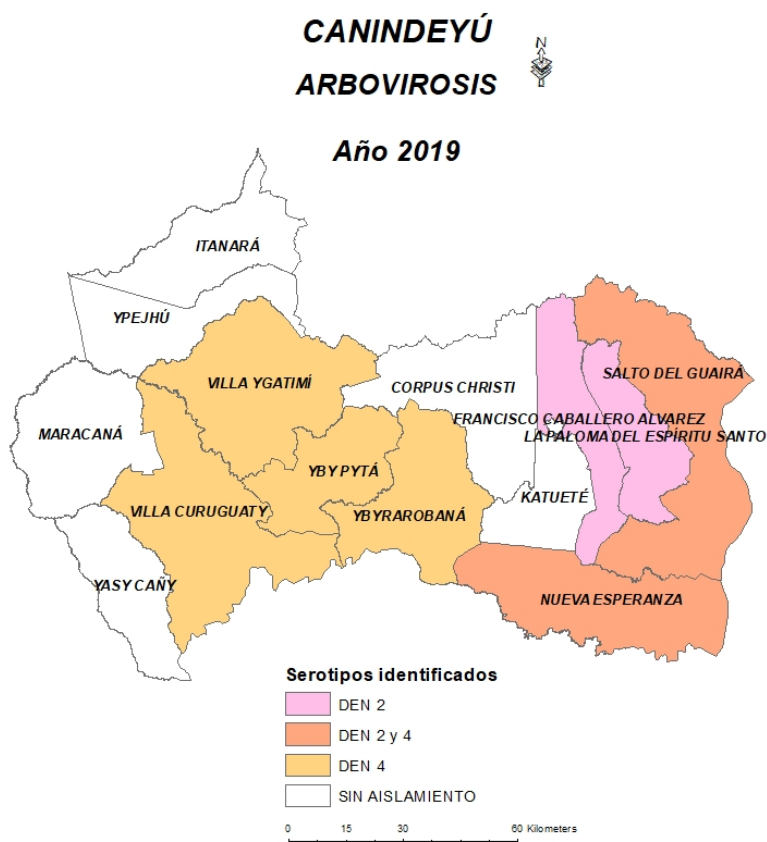 CANINDEYÚ
N
ARBOVIROSIS
Año 2019
ITANARÁ
YPEJHÚ
VILLA YGATIMÍ
CORPUS CHRISTI
SALTO DEL GUAIRÁ
FRANCISCO CABALLERO ALVAREZ
MARACANÁ
LA PALOMA DEL ESPÍRITU SANTO
YBY PYTÁ
VILLA CURUGUATY
YBYRAROBANÁ
KATUETÉ
YASY CAÑY
NUEVA ESPERANZA
Serotipos identificados
DEN 2
DEN 2 y 4
DEN 4
SIN AISLAMIENTO
0 15 30 60 Kilometers